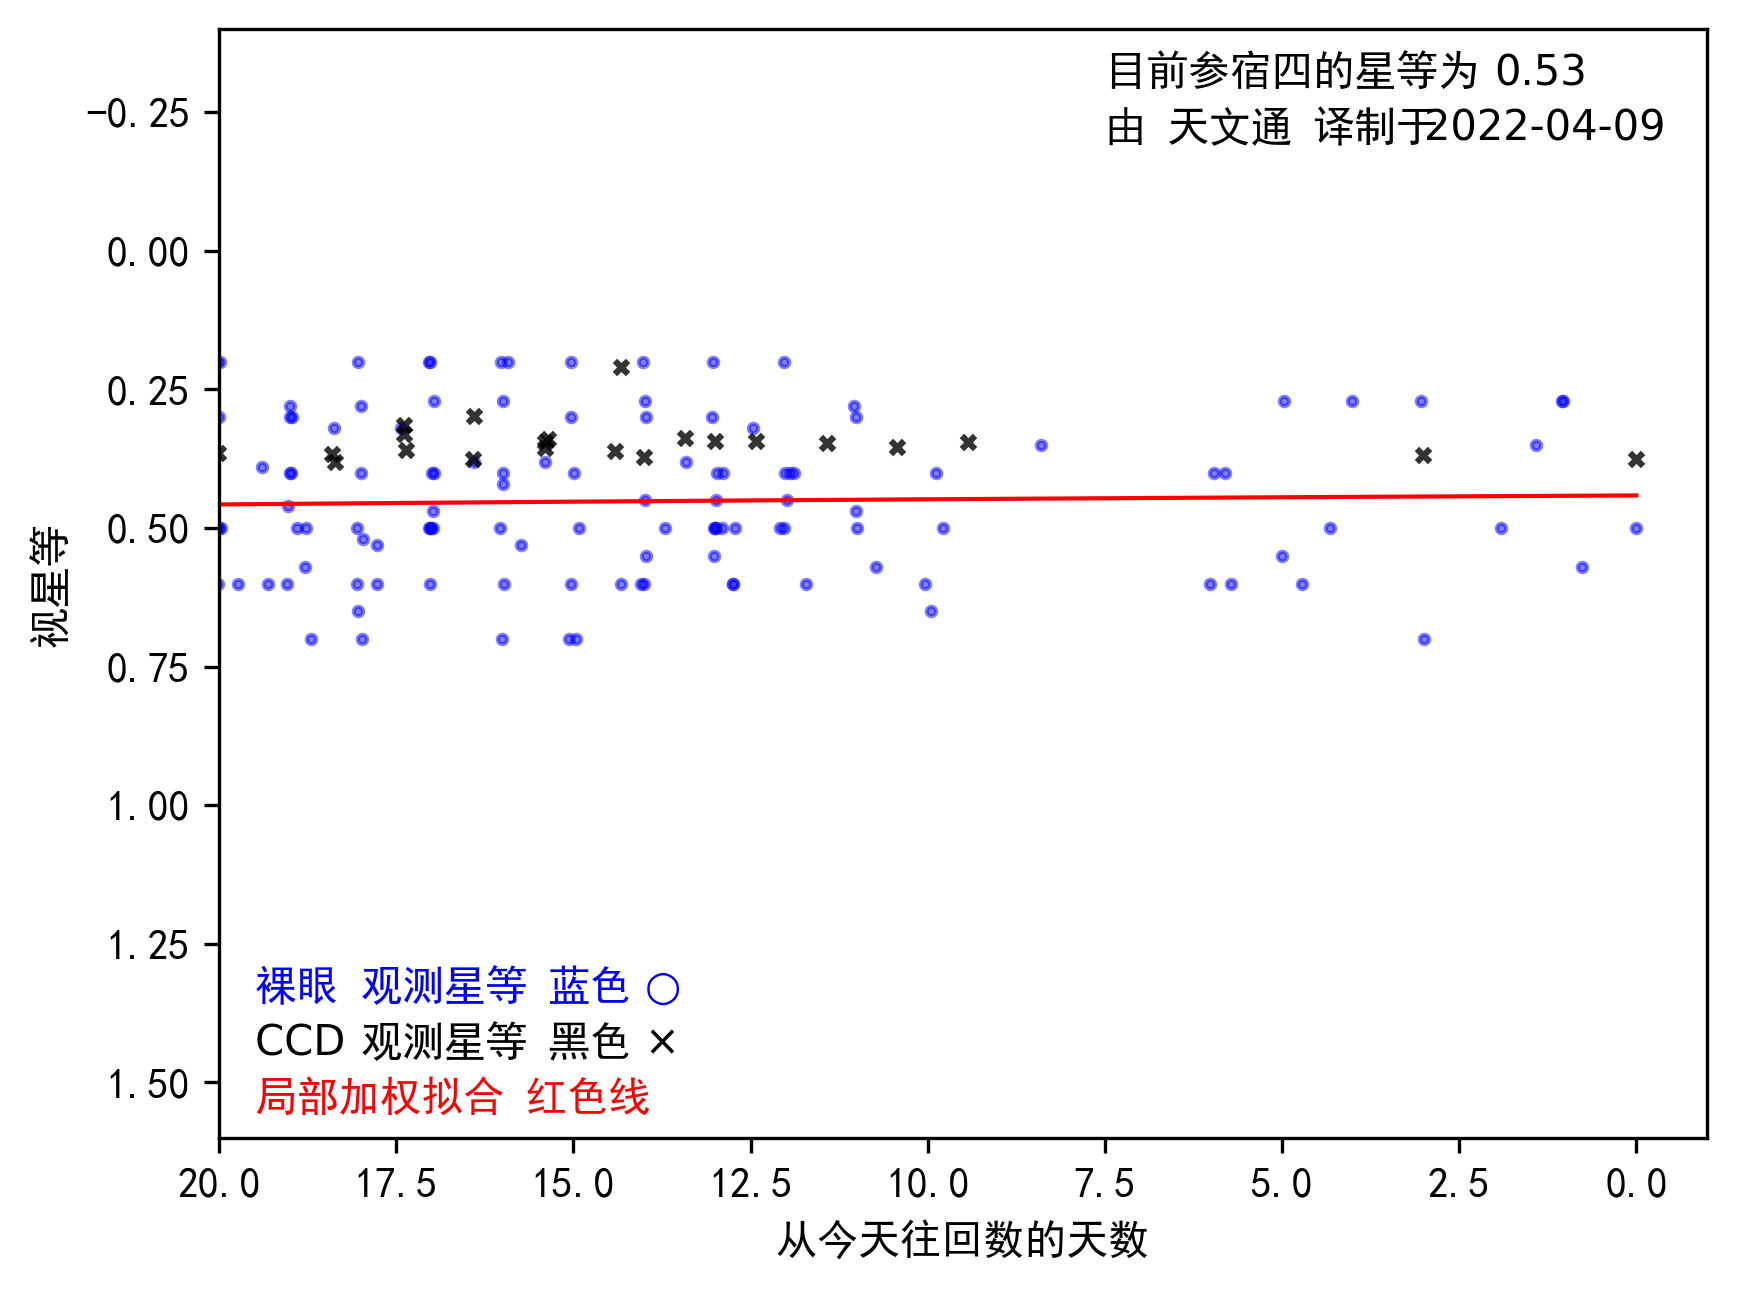 目前参宿四的星等为 0.53
由 天文通 译制于2022-04-09
−0.25
0.00
0.25
0.50
0.75
1.00
1.25
1.50
视星等
裸眼 观测星等 蓝色 ○
CCD 观测星等 黑色 ×
局部加权拟合 红色线
20.0 17.5 15.0 12.5 10.0 7.5 5.0 2.5 0.0
从今天往回数的天数